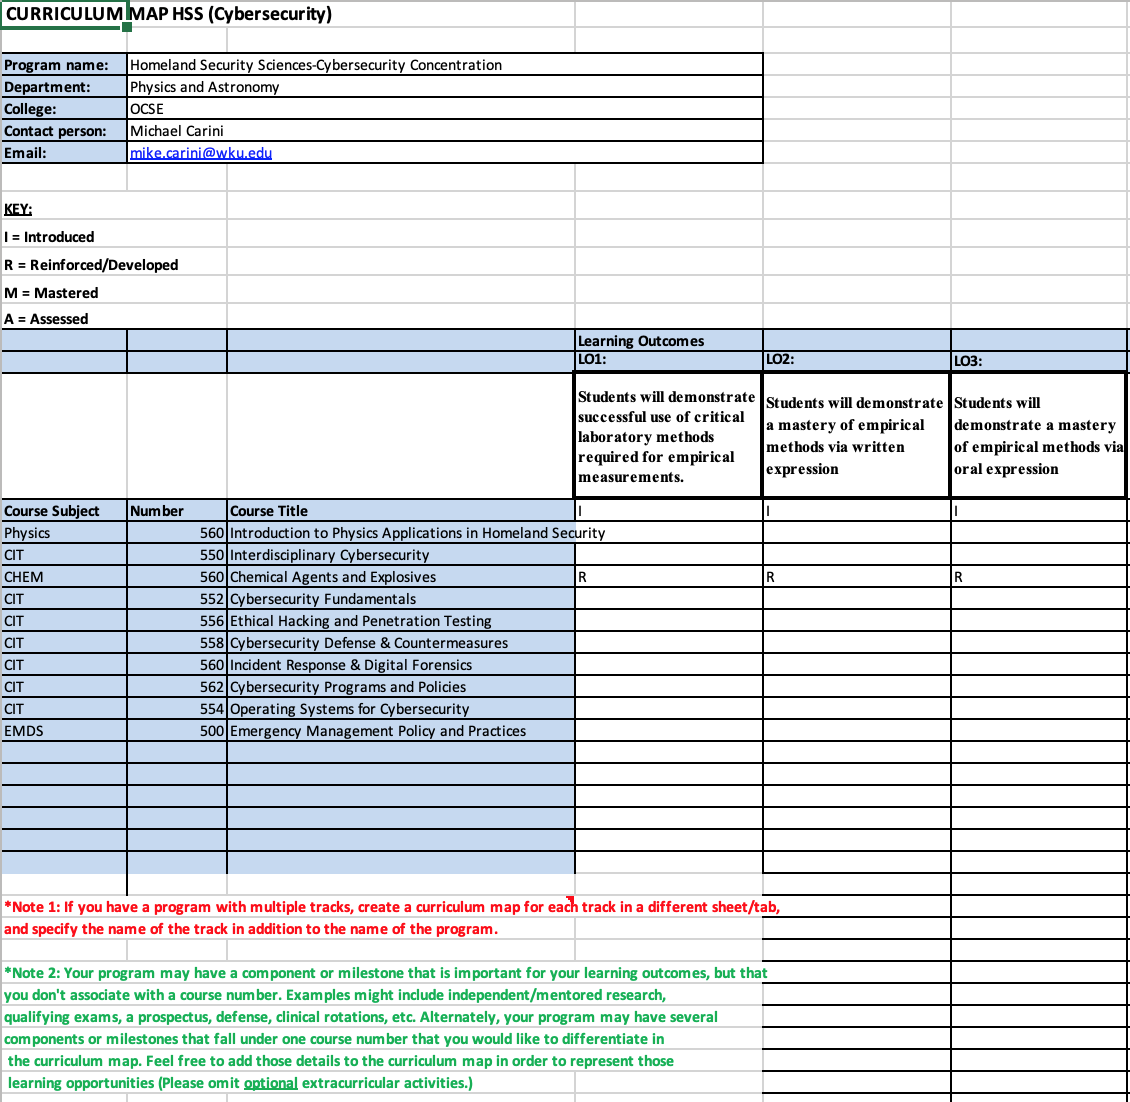 CURRICULUM MAP HSS (Cybersecurity)
Program name: Homeland Security Sciences-Cybersecurity Concentration
Department: Physics and Astronomy
College: OCSE
Contact person: Michael Carini
Email: mike.carini@wku.edu
KEY:
I = Introduced
R = Reinforced/Developed
M = Mastered
A = Assessed
Learning Outcomes
LO1: LO2: LO3:
Students will demonstrate
successful use of critical
laboratory methods
required for empirical
measurements.
Students will demonstrate
a mastery of empirical
methods via written
expression
Students will
demonstrate a mastery
of empirical methods via
oral expression
Course Subject Number Course Title I I I
Physics 560 Introduction to Physics Applications in Homeland Security
CIT 550 Interdisciplinary Cybersecurity
CHEM 560 Chemical Agents and Explosives R R R
CIT 552 Cybersecurity Fundamentals
CIT 556 Ethical Hacking and Penetration Testing
CIT 558 Cybersecurity Defense & Countermeasures
CIT 560 Incident Response & Digital Forensics
CIT 562 Cybersecurity Programs and Policies
CIT 554 Operating Systems for Cybersecurity
EMDS 500 Emergency Management Policy and Practices
*Note 1: If you have a program with multiple tracks, create a curriculum map for each track in a different sheet/tab,
and specify the name of the track in addition to the name of the program.
*Note 2: Your program may have a component or milestone that is important for your learning outcomes, but that
you don't associate with a course number. Examples might include independent/mentored research,
qualifying exams, a prospectus, defense, clinical rotations, etc. Alternately, your program may have several
components or milestones that fall under one course number that you would like to differentiate in
the curriculum map. Feel free to add those details to the curriculum map in order to represent those
learning opportunities (Please omit optional extracurricular activities.)